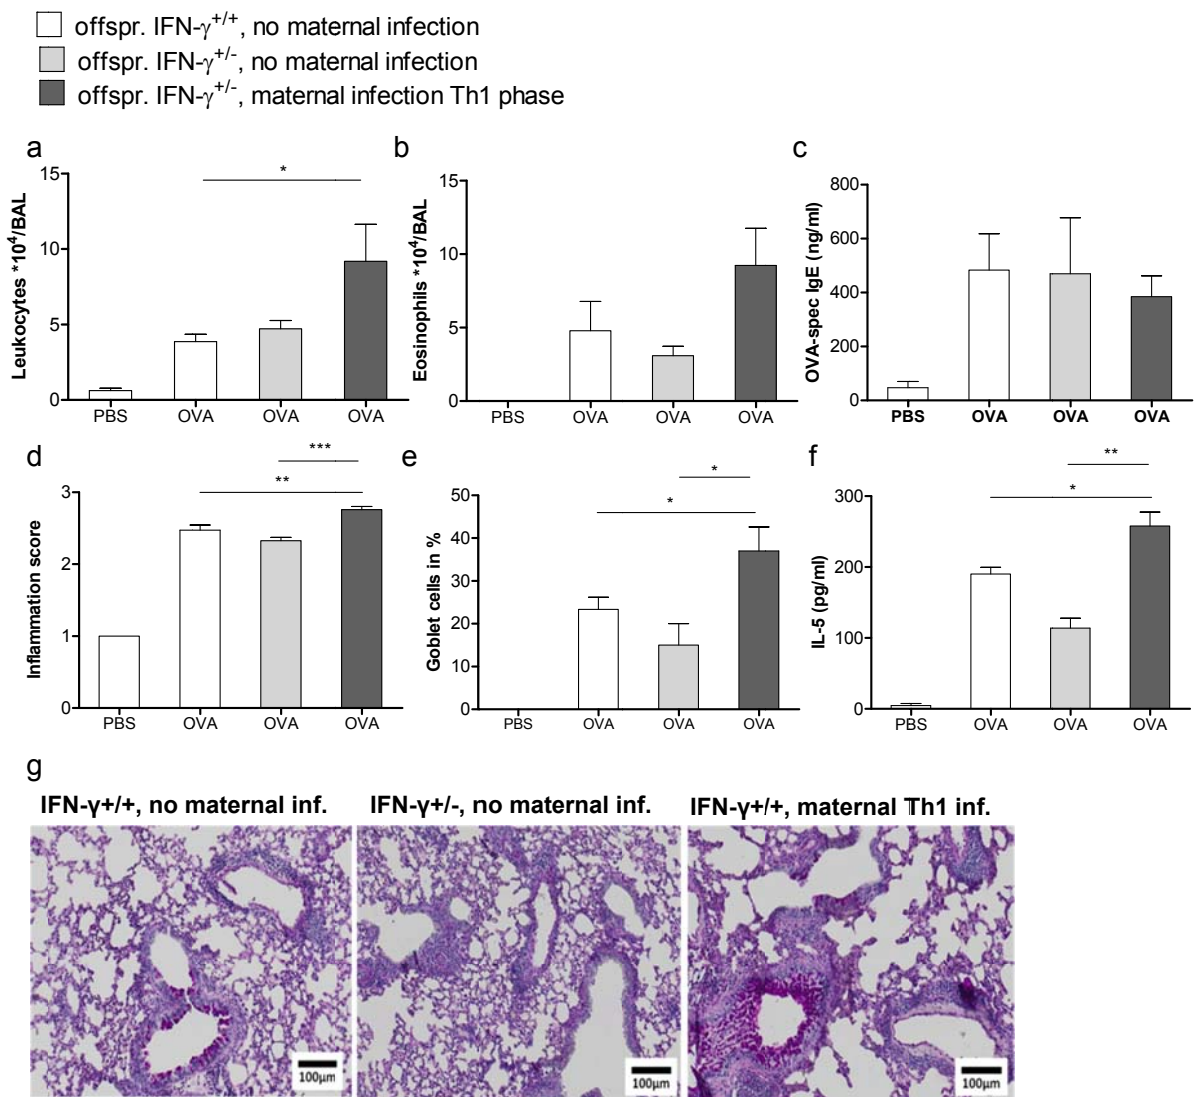 offspr. IFN-γ+/+, no maternal infection
offspr. IFN-γ+/-, no maternal infection
offspr. IFN-γ+/-, maternal infection Th1 phase
a
Leukocytes *10^4/BAL
15
10
5
0
*
PBS OVA OVA OVA
b
Eosinophils *10^4/BAL
15
10
5
0
PBS OVA OVA OVA
c
OVA-spec IgE (ng/ml)
800
600
400
200
0
PBS OVA OVA OVA
d
Inflammation score
3
2
1
0
***
**
PBS OVA OVA OVA
e
Goblet cells in %
50
40
30
20
10
0
*
*
PBS OVA OVA OVA
f
IL-5 (pg/ml)
300
200
100
0
**
*
PBS OVA OVA OVA
g
IFN-γ+/+, no maternal inf.
IFN-γ+/-, no maternal inf.
IFN-γ+/+, maternal Th1 inf.
100µm
100µm
100µm